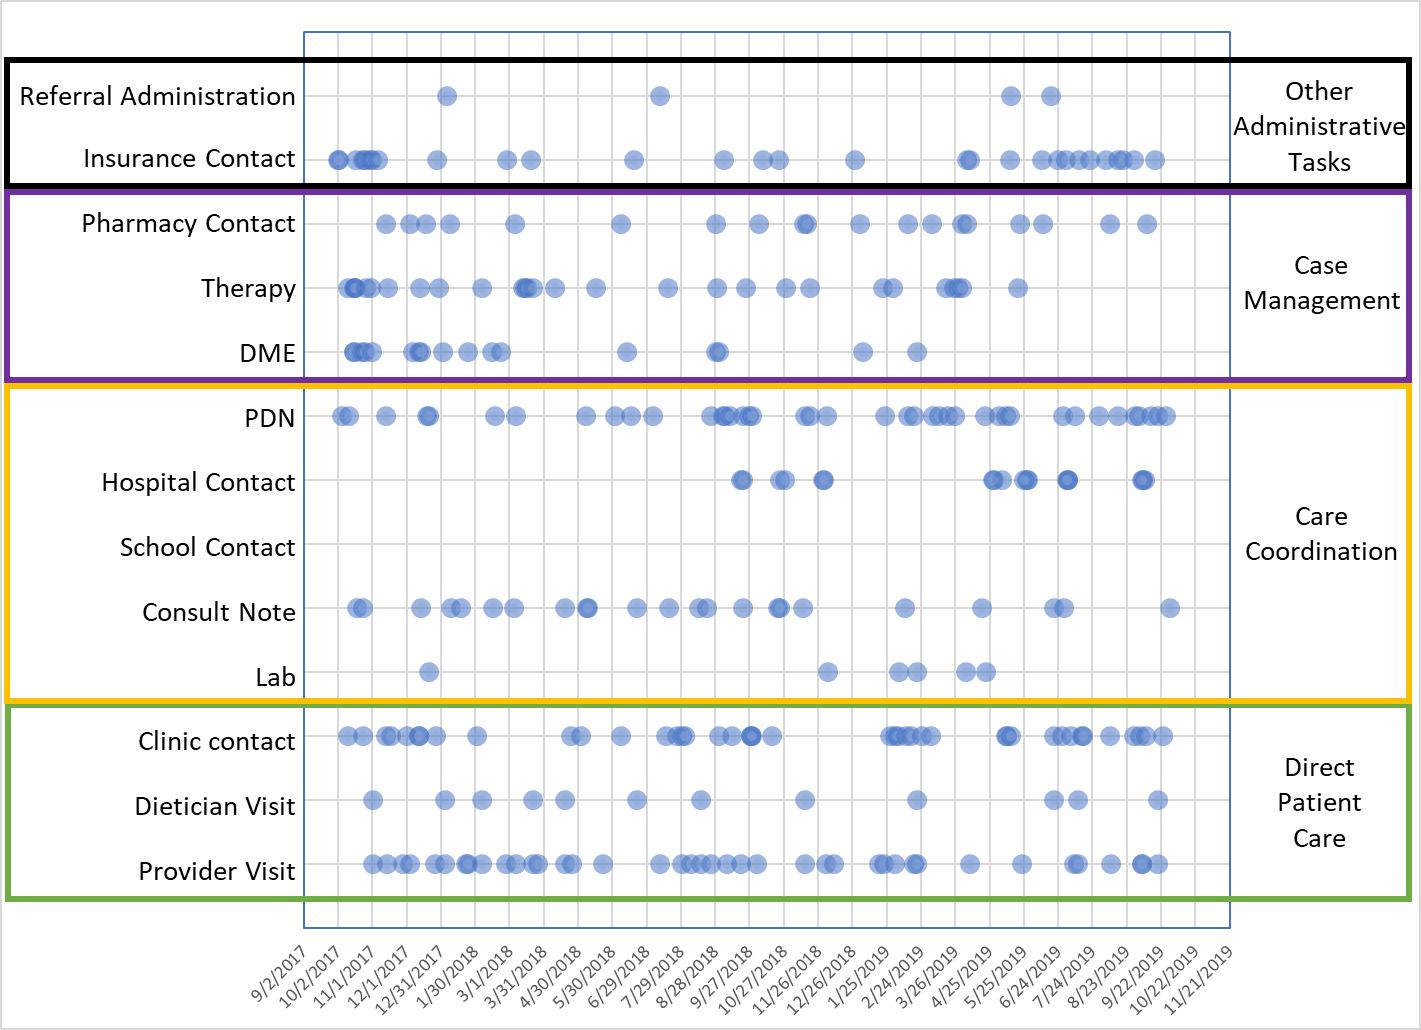 Referral Administration
Insurance Contact
Other
Administrative
Tasks
Pharmacy Contact
Therapy
DME
Case
Management
PDN
Hospital Contact
School Contact
Consult Note
Lab
Care
Coordination
Clinic contact
Dietician Visit
Provider Visit
Direct
Patient
Care
9/2/2017
10/2/2017
11/1/2017
12/1/2017
12/31/2017
1/30/2018
3/1/2018
3/31/2018
4/30/2018
5/30/2018
6/29/2018
7/29/2018
8/28/2018
9/27/2018
10/27/2018
11/26/2018
12/26/2018
1/25/2019
2/24/2019
3/26/2019
4/25/2019
5/25/2019
6/24/2019
7/24/2019
8/23/2019
9/22/2019
10/22/2019
11/21/2019